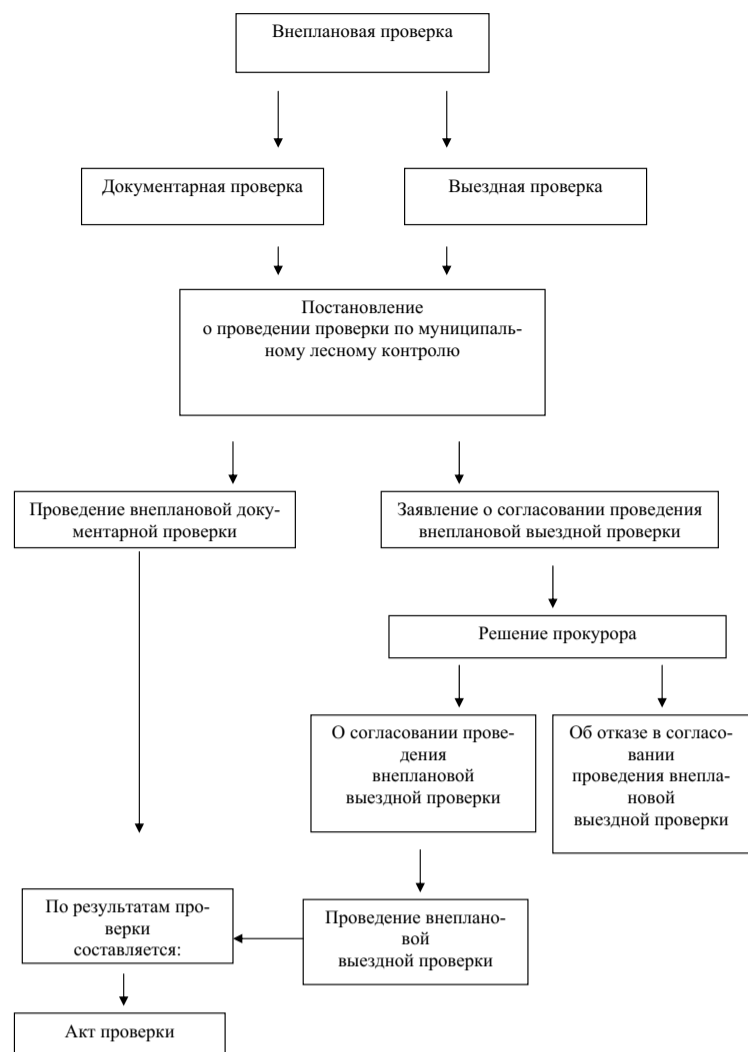 Внеплановая проверка
Документарная проверка
Выездная проверка
Постановление
о проведении проверки по муниципаль-
ному лесному контролю
Проведение внеплановой доку-
ментарной проверки
Заявление о согласовании проведения
внеплановой выездной проверки
Решение прокурора
О согласовании прове-
дения
внеплановой
выездной проверки
Об отказе в согласо-
вании
проведения внепла-
новой
выездной проверки
По результатам про-
верки
составляется:
Проведение внеплано-
вой
выездной проверки
Акт проверки